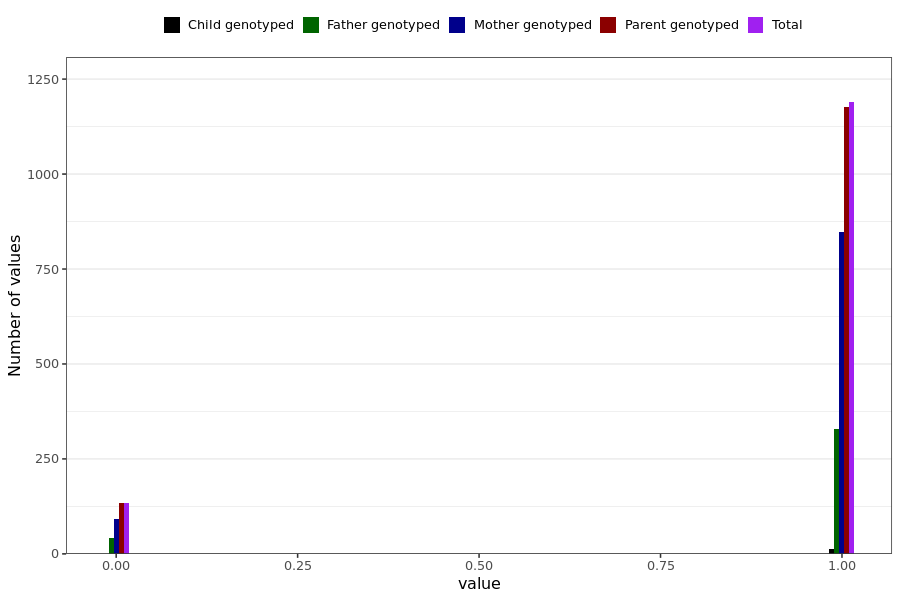 Child genotyped Father genotyped Mother genotyped Parent genotyped Total
Number of values
1250
1000
750
500
250
0
0.00 0.25 0.50 0.75 1.00
value